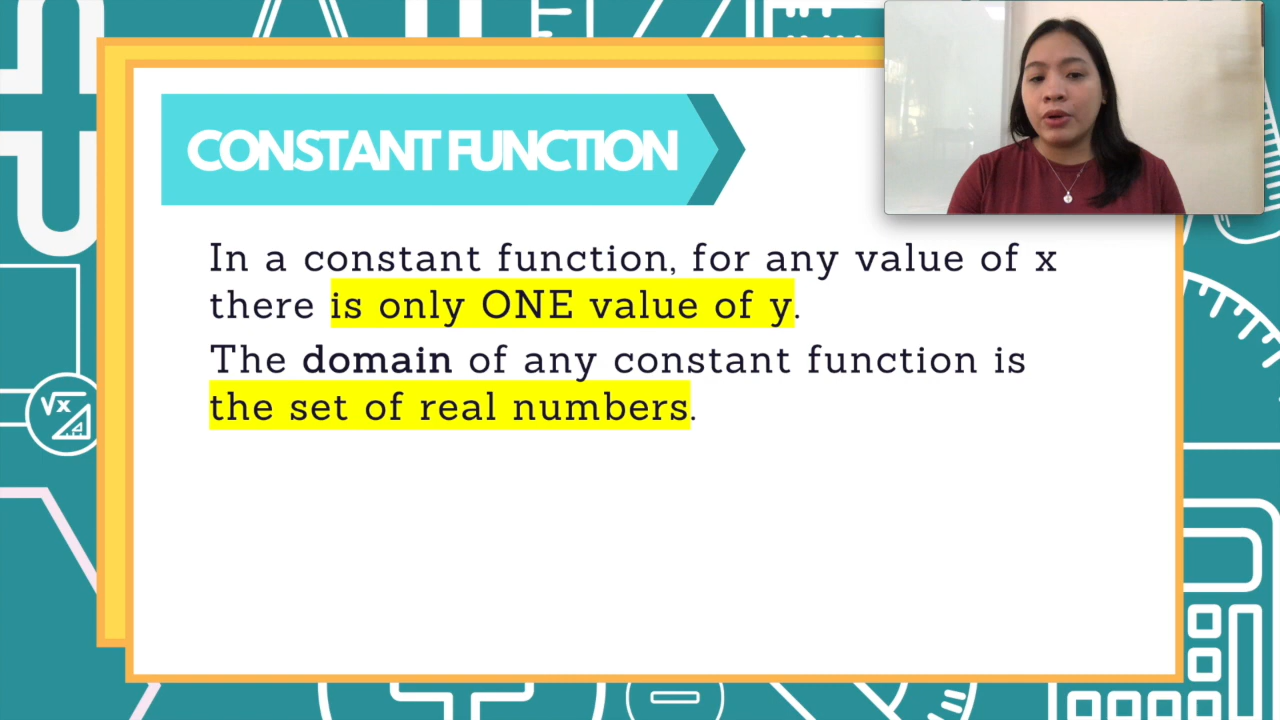 CONSTANT FUNCTION
In a constant function, for any value of x
there is only ONE value of y.
The domain of any constant function is
the set of real numbers.
√x